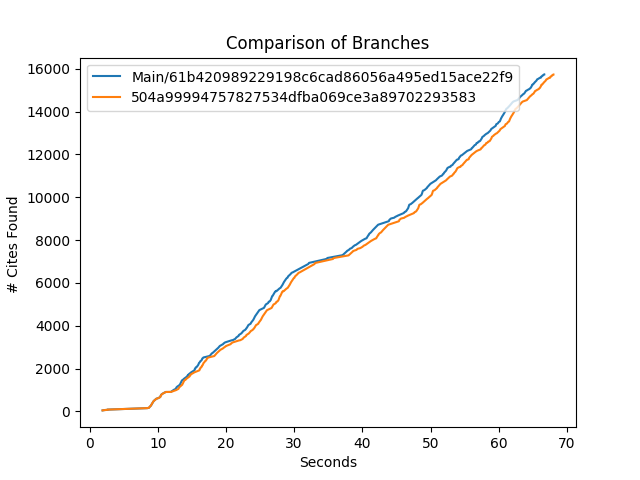 Comparison of Branches
Main/61b420989229198c6cad86056a495ed15ace22f9
504a99994757827534dfba069ce3a89702293583
# Cites Found
16000
14000
12000
10000
8000
6000
4000
2000
0
0 10 20 30 40 50 60 70
Seconds